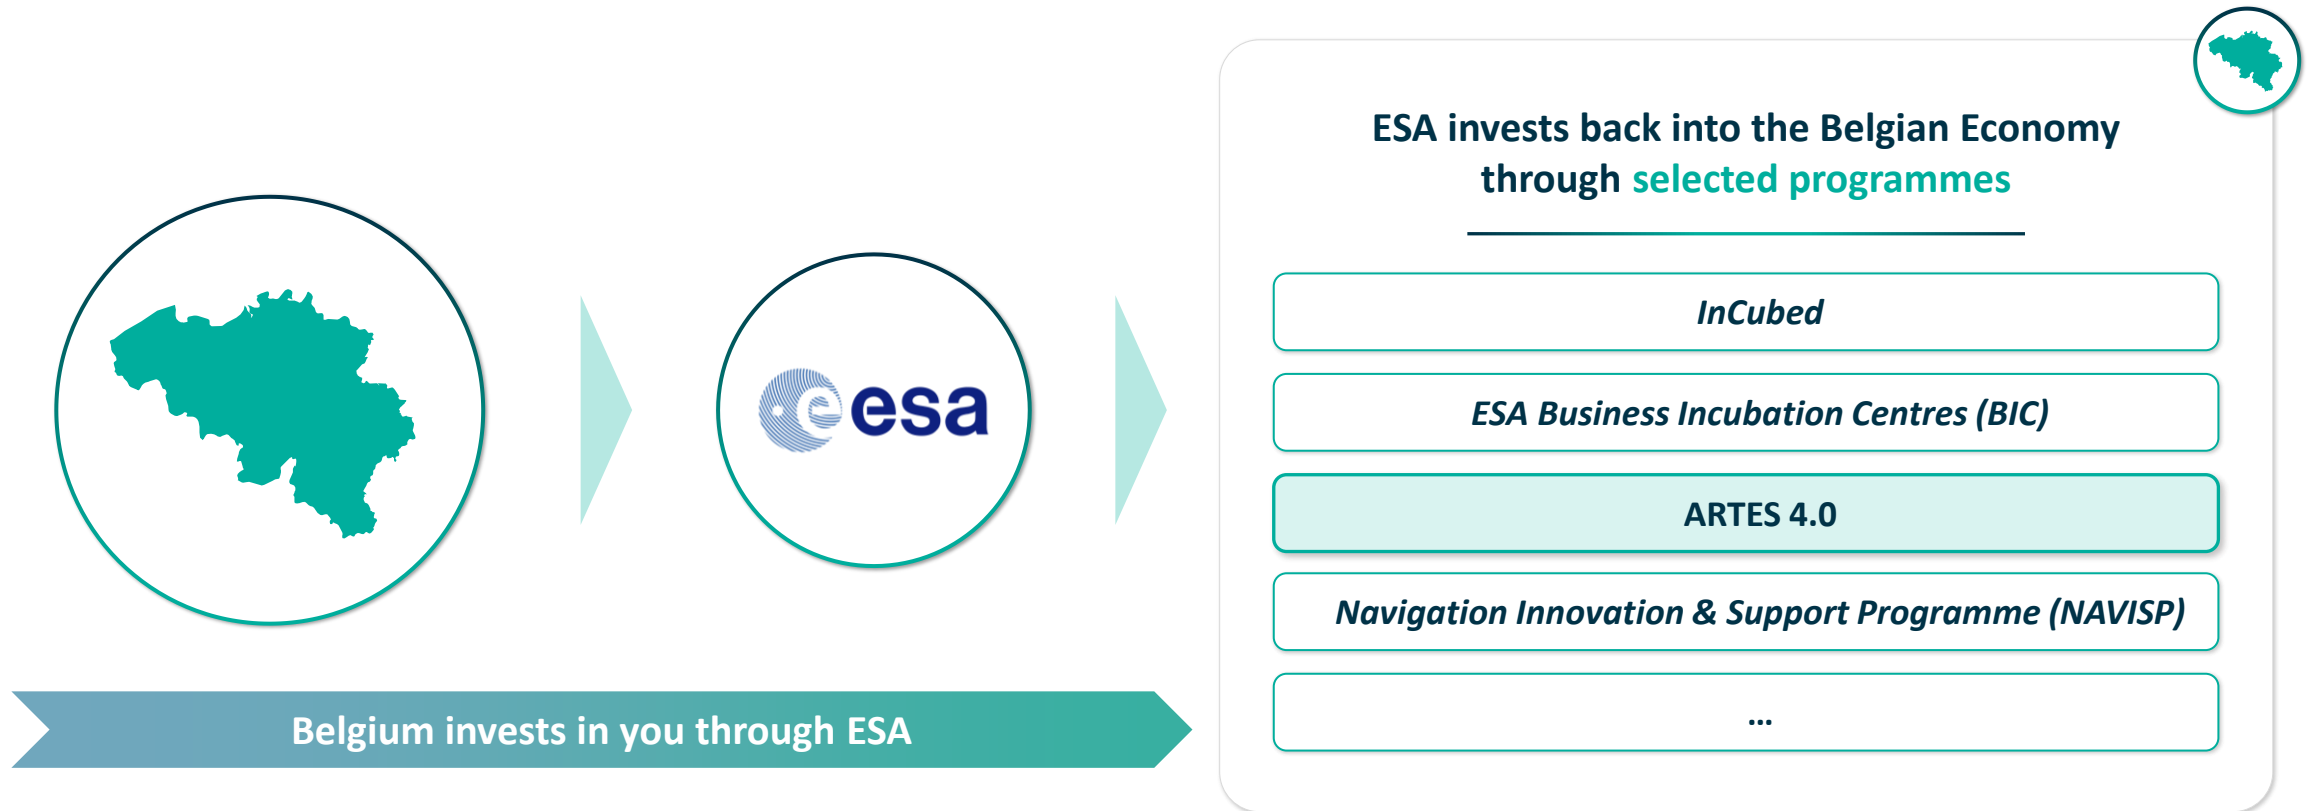 esa
Belgium invests in you through ESA
ESA invests back into the Belgian Economy
through selected programmes
InCubed
ESA Business Incubation Centres (BIC)
ARTES 4.0
Navigation Innovation & Support Programme (NAVISP)
...